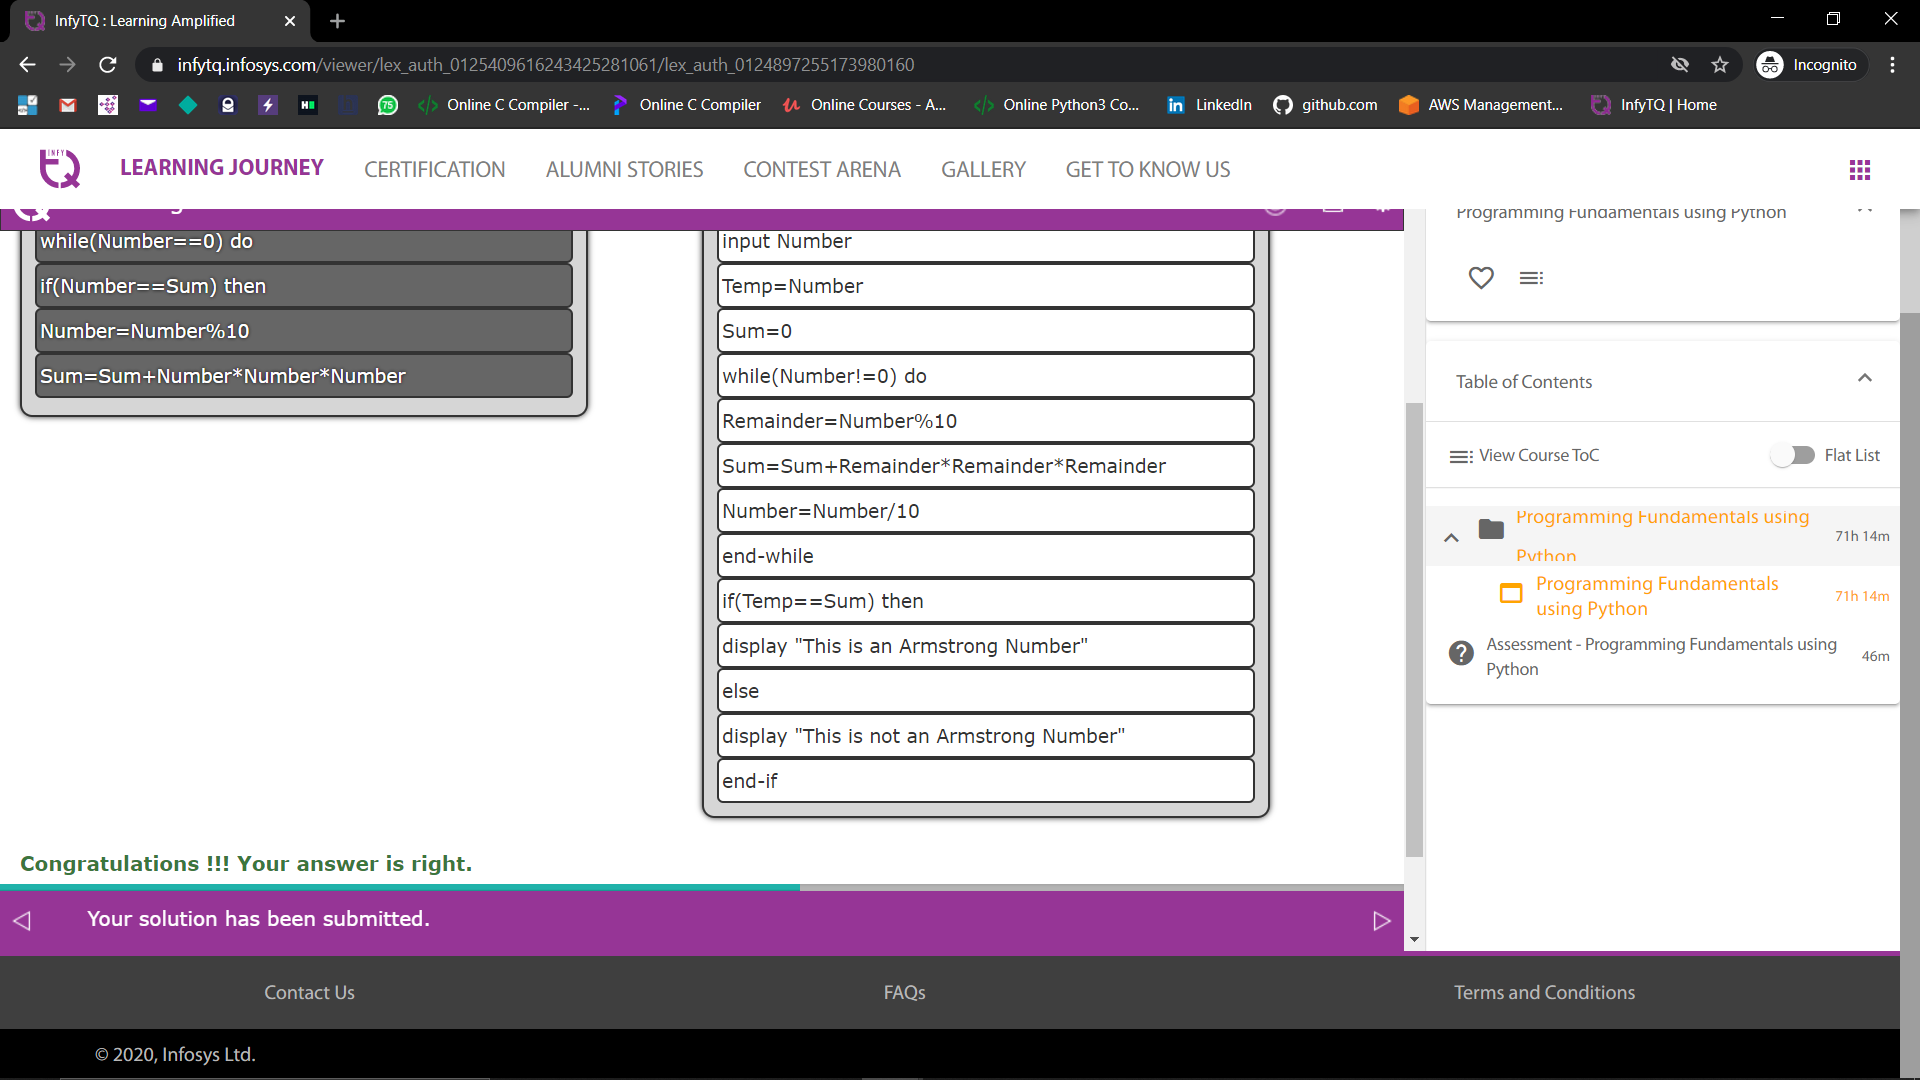 InfyTQ : Learning Amplified
infytq.infosys.com/viewer/lex_auth_0125409616243425281061/lex_auth_0124897255173980160
Incognito
75
H
Online C Compiler -...
Online C Compiler
Online Courses - A...
Online Python3 Co...
LinkedIn
github.com
AWS Management...
InfyTQ | Home
INFY
TQ
LEARNING JOURNEY
CERTIFICATION
ALUMNI STORIES
CONTEST ARENA
GALLERY
GET TO KNOW US
while(Number==0) do
if(Number==Sum) then
Number=Number%10
Sum=Sum+Number*Number*Number
input Number
Temp=Number
Sum=0
while(Number!=0) do
Remainder=Number%10
Sum=Sum+Remainder*Remainder*Remainder
Number=Number/10
end-while
if(Temp==Sum) then
display "This is an Armstrong Number"
else
display "This is not an Armstrong Number"
end-if
Congratulations !!! Your answer is right.
Your solution has been submitted.
Programming Fundamentals using Python
Table of Contents
View Course ToC
Flat List
Programming Fundamentals using
Python
71h 14m
Programming Fundamentals
using Python
71h 14m
Assessment - Programming Fundamentals using
Python
46m
Contact Us
FAQs
Terms and Conditions
© 2020, Infosys Ltd.